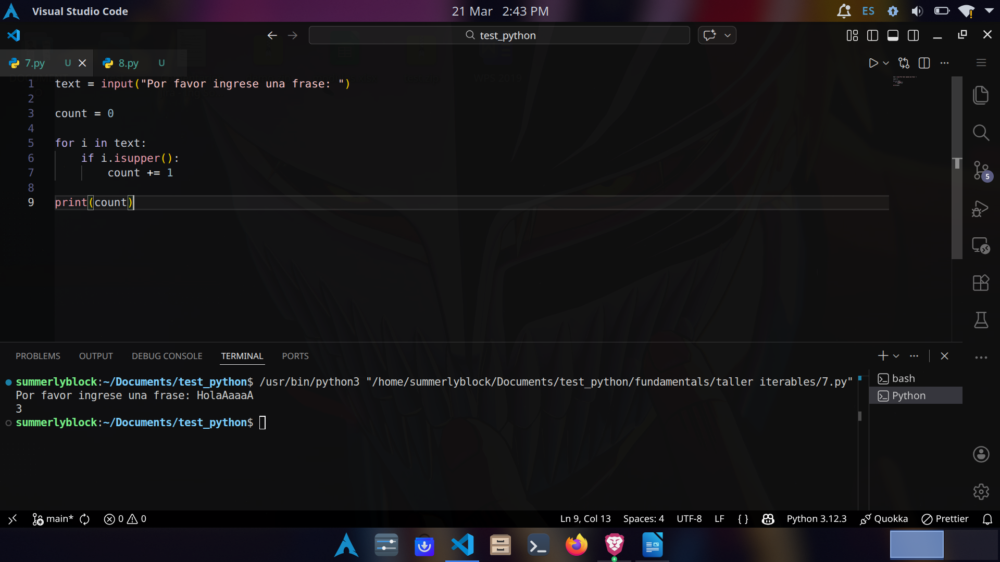 Visual Studio Code
21 Mar 2:43 PM
ES
test_python
7.py U
8.py U
1 text = input("Por favor ingrese una frase: ")
2
3 count = 0
4
5 for i in text:
6 if i.isupper():
7 count += 1
8
9 print(count)
5
PROBLEMS OUTPUT DEBUG CONSOLE TERMINAL PORTS
summerlyblock:~/Documents/test_python$ /usr/bin/python3 "/home/summerlyblock/Documents/test_python/fundamentals/taller iterables/7.py"
Por favor ingrese una frase: HolaAaaaA
3
summerlyblock:~/Documents/test_python$
bash
Python
main* 0 0
Ln 9, Col 13 Spaces: 4 UTF-8 LF { } Python 3.12.3 Quokka Prettier